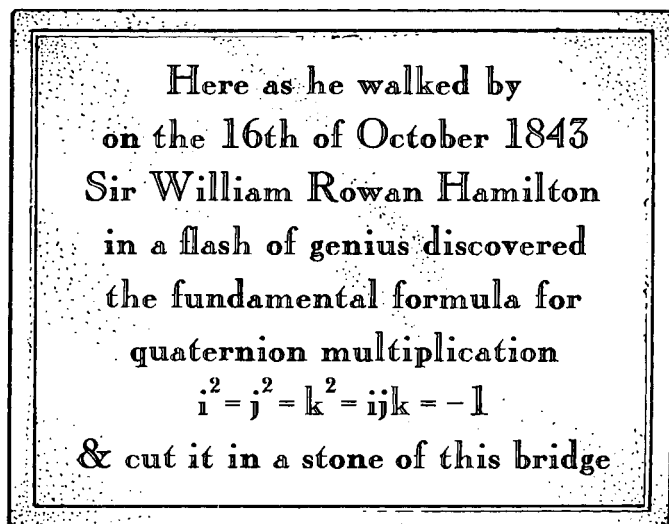 Here as he walked by
on the 16th of October 1843
Sir William Rowan Hamilton
in a flash of genius discovered
the fundamental formula for
quaternion multiplication
i² = j² = k² = ijk = −1
& cut it in a stone of this bridge